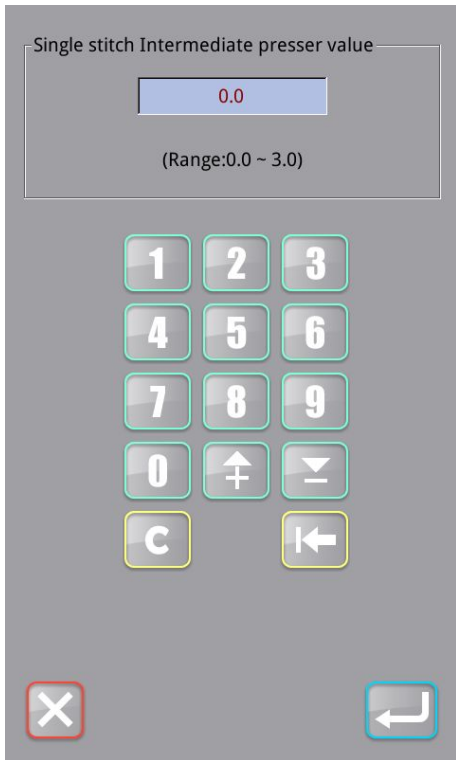 Single stitch Intermediate presser value
0.0
(Range:0.0 ~ 3.0)
1 2 3
4 5 6
7 8 9
0
C